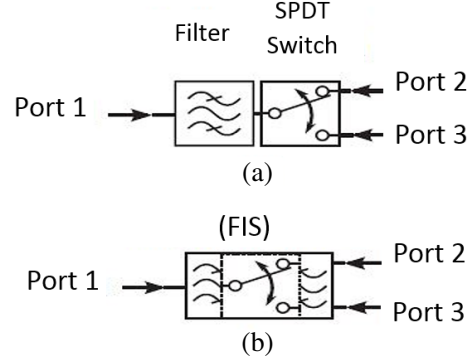 Filter
SPDT
Switch
Port 1
Port 2
Port 3
(a)
(FIS)
Port 1
Port 2
Port 3
(b)